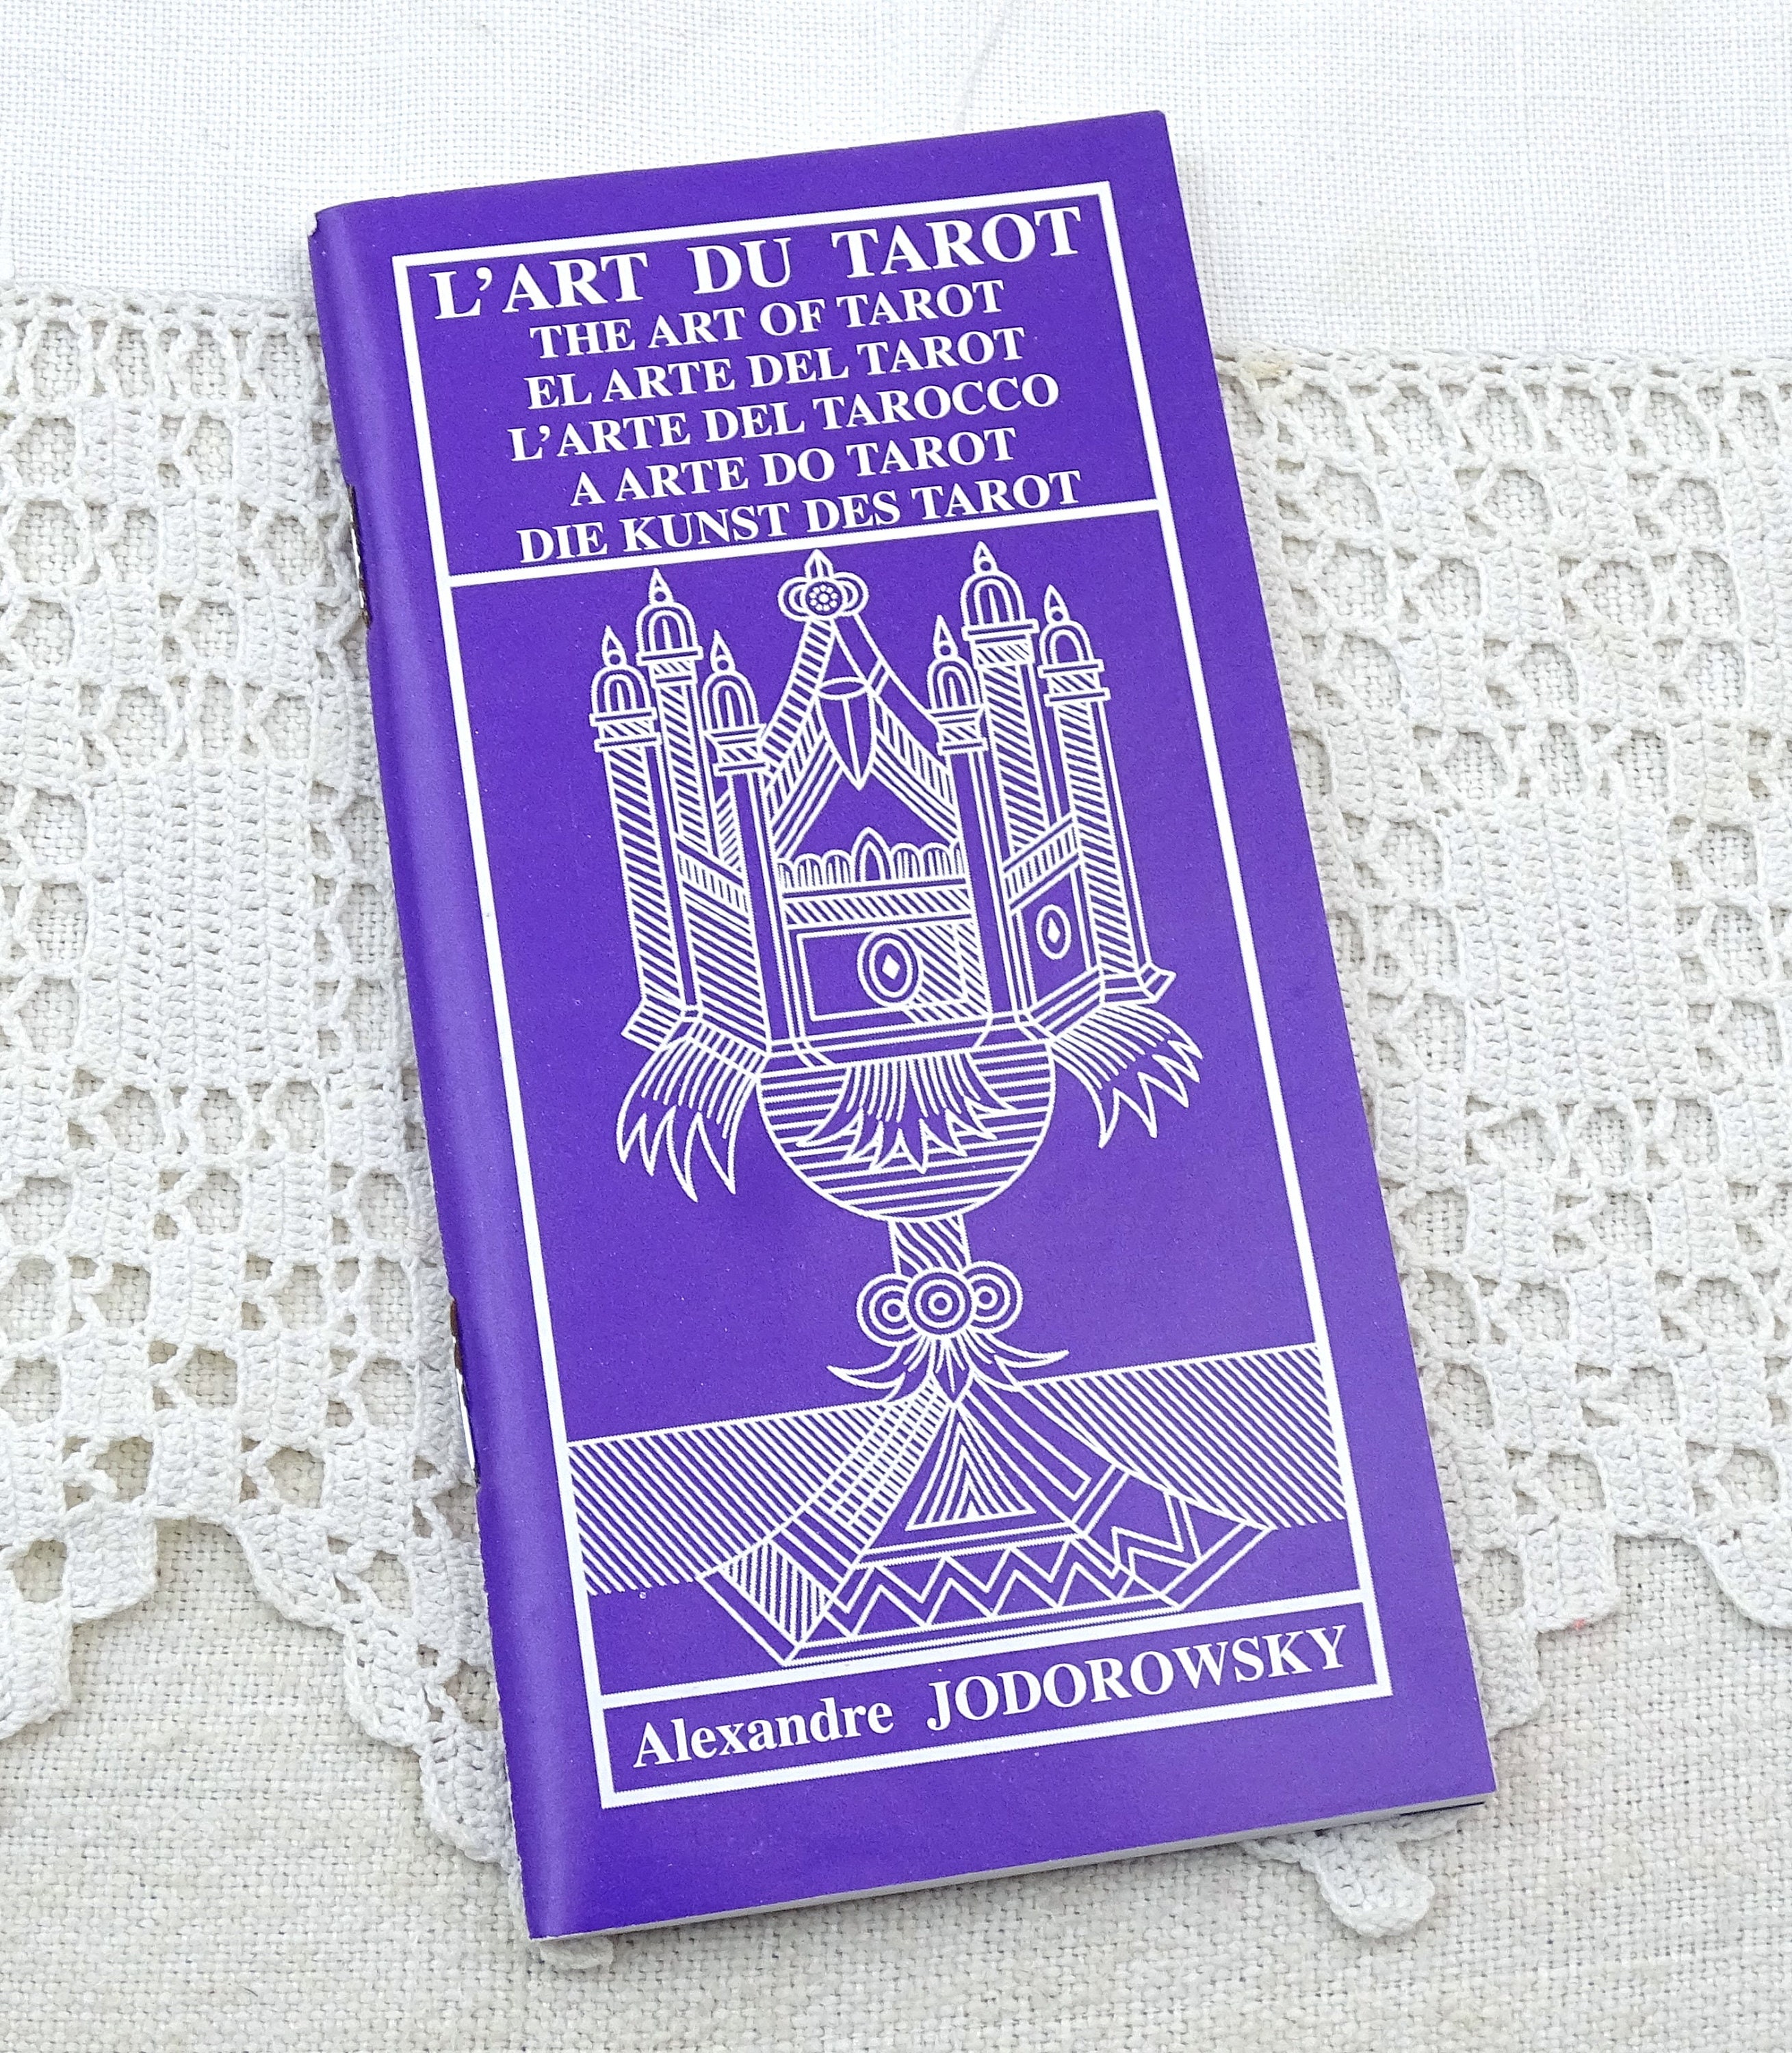 L'ART DU TAROT
THE ART OF TAROT
EL ARTE DEL TAROT
L'ARTE DEL TAROCCO
A ARTE DO TAROT
DIE KUNST DES TAROT
Alexandre JODOROWSKY